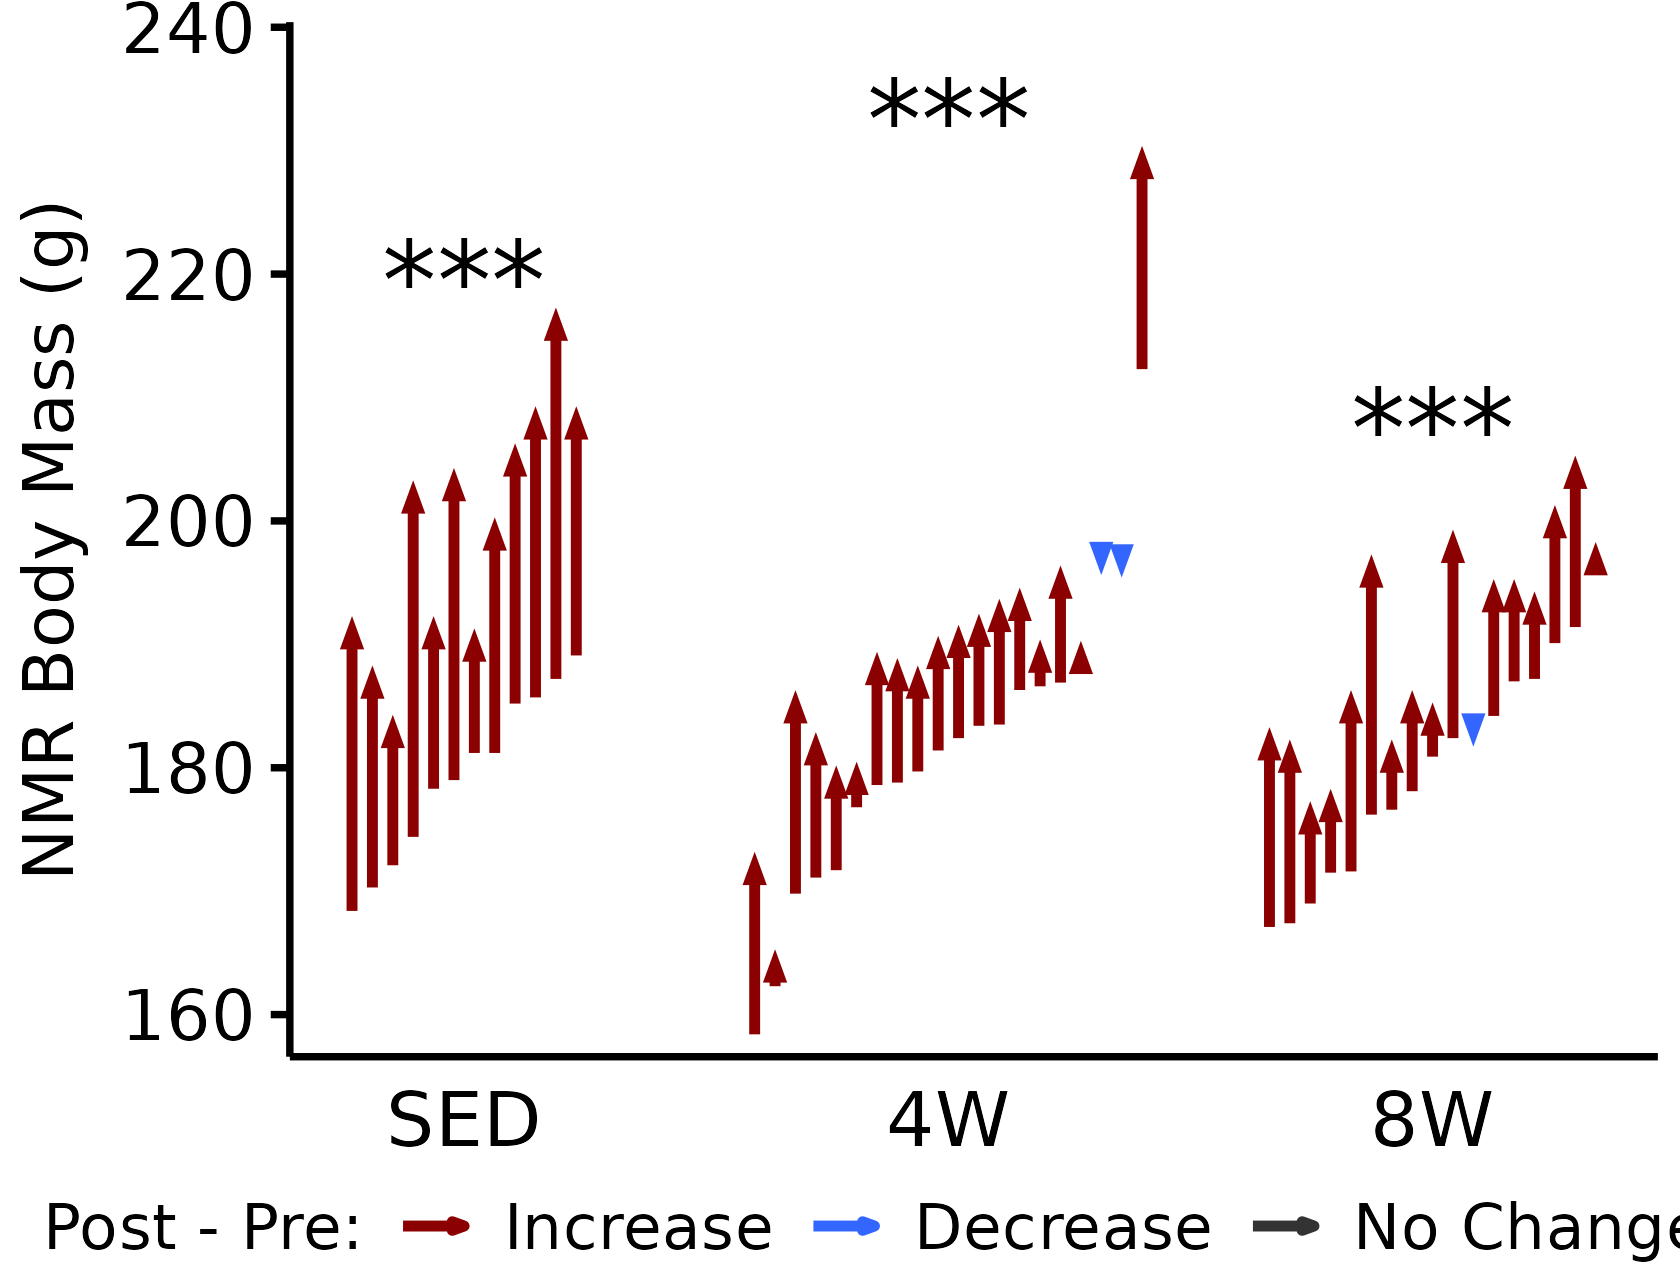 240
***
NMR Body Mass (g)
220
***
***
200
180
160
SED 4W 8W
Post - Pre: Increase Decrease No Change